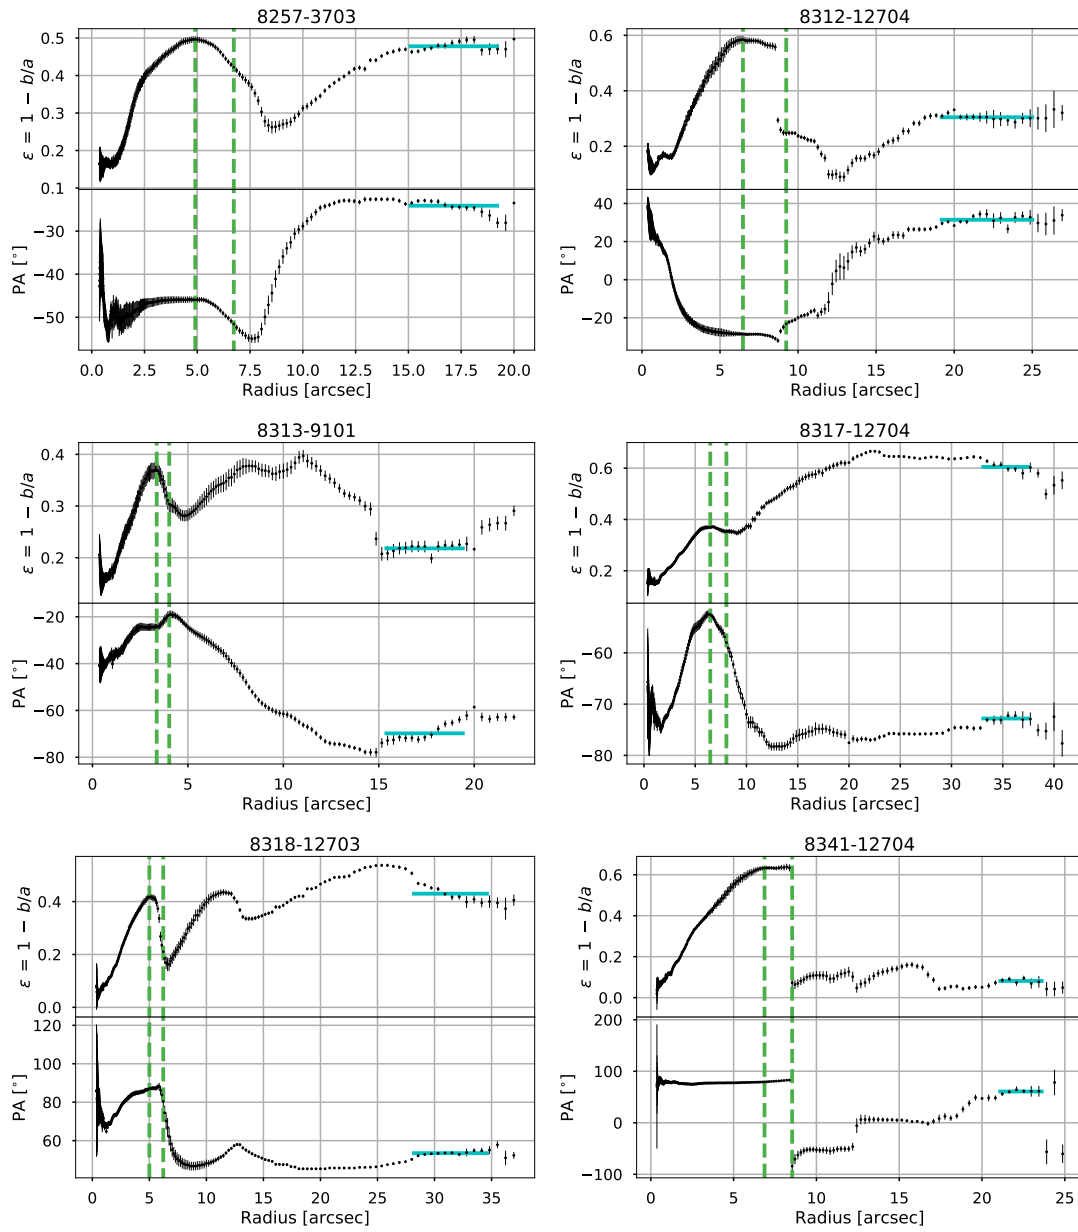 8257-3703
8312-12704
0.5
0.4
0.3
0.2
0.1
ε = 1 − b/a
0.6
0.4
0.2
ε = 1 − b/a
−30
−40
−50
PA [°]
40
20
0
−20
PA [°]
0.0 2.5 5.0 7.5 10.0 12.5 15.0 17.5 20.0
0 5 10 15 20 25
Radius [arcsec]
Radius [arcsec]
8313-9101
8317-12704
0.4
0.3
0.2
ε = 1 − b/a
0.6
0.4
0.2
ε = 1 − b/a
−20
−40
−60
−80
PA [°]
−60
−70
−80
PA [°]
0 5 10 15 20
0 5 10 15 20 25 30 35 40
Radius [arcsec]
Radius [arcsec]
8318-12703
8341-12704
0.4
0.2
0.0
ε = 1 − b/a
0.6
0.4
0.2
0.0
ε = 1 − b/a
120
100
80
60
PA [°]
200
100
0
−100
PA [°]
0 5 10 15 20 25 30 35
0 5 10 15 20 25
Radius [arcsec]
Radius [arcsec]